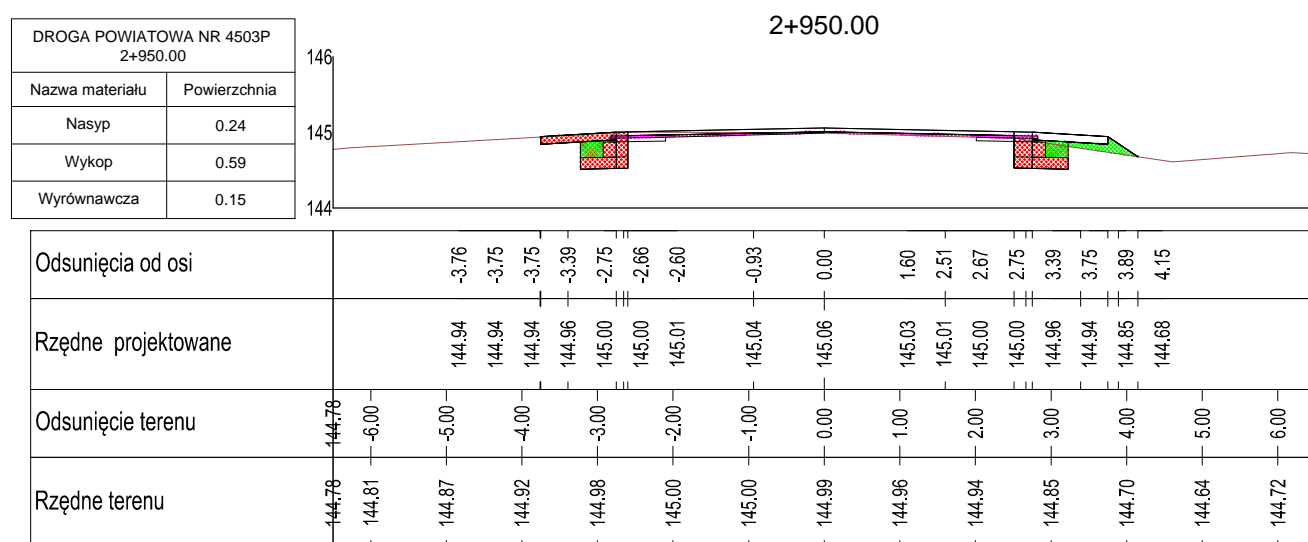 2+950.00
DROGA POWIATOWA NR 4503P
2+950.00
Nazwa materiału Powierzchnia
Nasyp 0.24
Wykop 0.59
Wyrównawcza 0.15
146
145
144
Odsunięcia od osi -3.76 -3.75 -3.75 -3.39 -2.75 -2.66 -2.60 -0.93 0.00 1.60 2.51 2.67 2.75 3.39 3.75 3.89 4.15
Rzędne projektowane 144.94 144.94 144.94 144.96 145.00 145.00 145.01 145.04 145.06 145.03 145.01 145.00 145.00 144.96 144.94 144.85 144.68
Odsunięcie terenu 144.78 -6.00 -5.00 -4.00 -3.00 -2.00 -1.00 0.00 1.00 2.00 3.00 4.00 5.00 6.00
Rzędne terenu 144.78 144.81 144.87 144.92 144.98 145.00 145.00 144.99 144.96 144.94 144.85 144.70 144.64 144.72